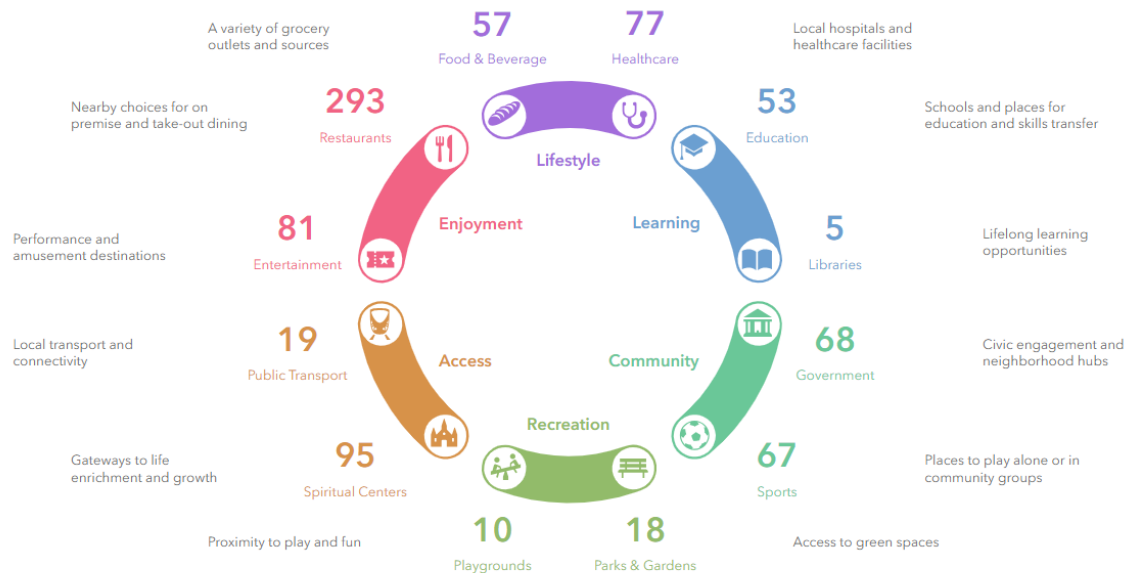 57
77
A variety of grocery
outlets and sources
Food & Beverage
Healthcare
Local hospitals and
healthcare facilities
293
53
Nearby choices for on
premise and take-out dining
Restaurants
Education
Schools and places for
education and skills transfer
Lifestyle
Enjoyment
Learning
81
5
Performance and
amusement destinations
Entertainment
Libraries
Lifelong learning
opportunities
19
68
Local transport and
connectivity
Public Transport
Access
Community
Government
Civic engagement and
neighborhood hubs
Recreation
95
67
Gateways to life
enrichment and growth
Spiritual Centers
Sports
Places to play alone or in
community groups
10
18
Proximity to play and fun
Playgrounds
Parks & Gardens
Access to green spaces